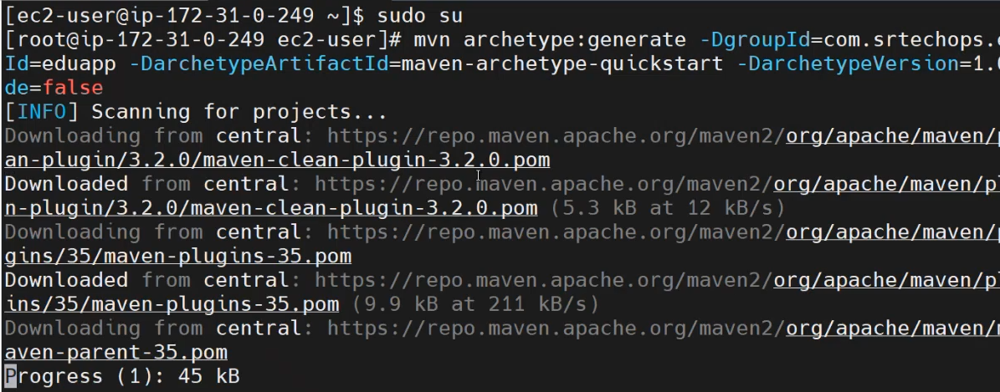 [ec2-user@ip-172-31-0-249 ~]$ sudo su
[root@ip-172-31-0-249 ec2-user]# mvn archetype:generate -DgroupId=com.srtechops.
Id=eduapp -DarchetypeArtifactId=maven-archetype-quickstart -DarchetypeVersion=1.
de=false
[INFO] Scanning for projects...
Downloading from central: https://repo.maven.apache.org/maven2/org/apache/maven/p
an-plugin/3.2.0/maven-clean-plugin-3.2.0.pom
Downloaded from central: https://repo.maven.apache.org/maven2/org/apache/maven/pl
n-plugin/3.2.0/maven-clean-plugin-3.2.0.pom (5.3 kB at 12 kB/s)
Downloading from central: https://repo.maven.apache.org/maven2/org/apache/maven/p
gins/35/maven-plugins-35.pom
Downloaded from central: https://repo.maven.apache.org/maven2/org/apache/maven/pl
ins/35/maven-plugins-35.pom (9.9 kB at 211 kB/s)
Downloading from central: https://repo.maven.apache.org/maven2/org/apache/maven/m
aven-parent-35.pom
Progress (1): 45 kB